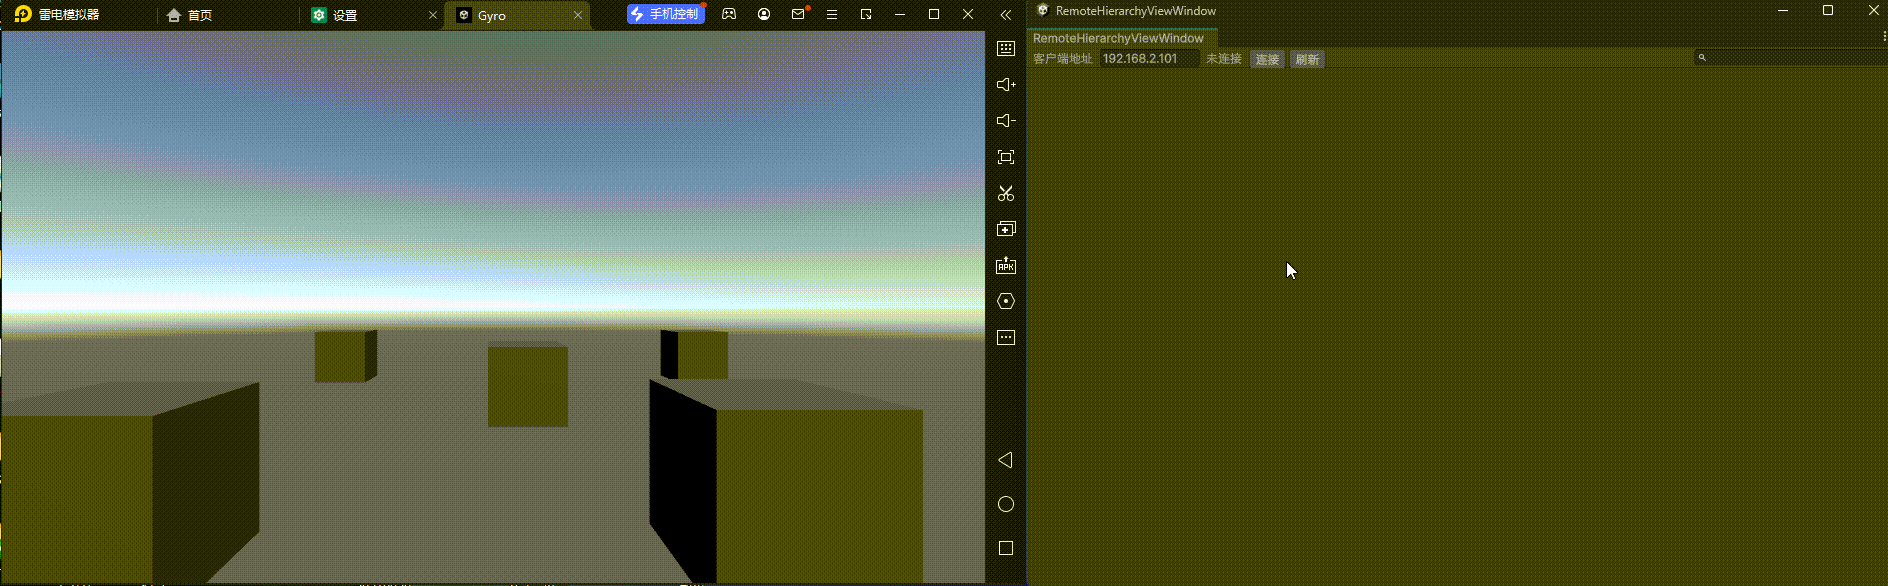 雷电模拟器
首页
设置
Gyro
手机控制
APK
RemoteHierarchyViewWindow
RemoteHierarchyViewWindow
客户端地址 192.168.2.101 未连接 连接 刷新